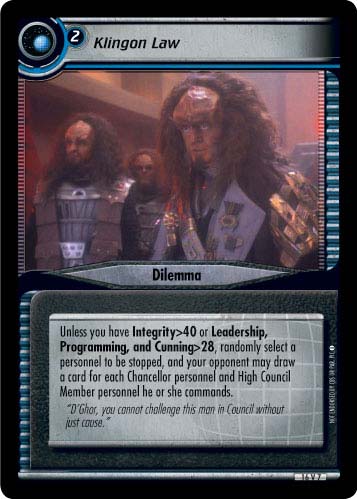 2
Klingon Law
Dilemma
Unless you have Integrity>40 or Leadership,
Programming, and Cunning>28, randomly select a
personnel to be stopped, and your opponent may draw
a card for each Chancellor personnel and High Council
Member personnel he or she commands.
"D'Ghor, you cannot challenge this man in Council without
just cause."
16 V 7